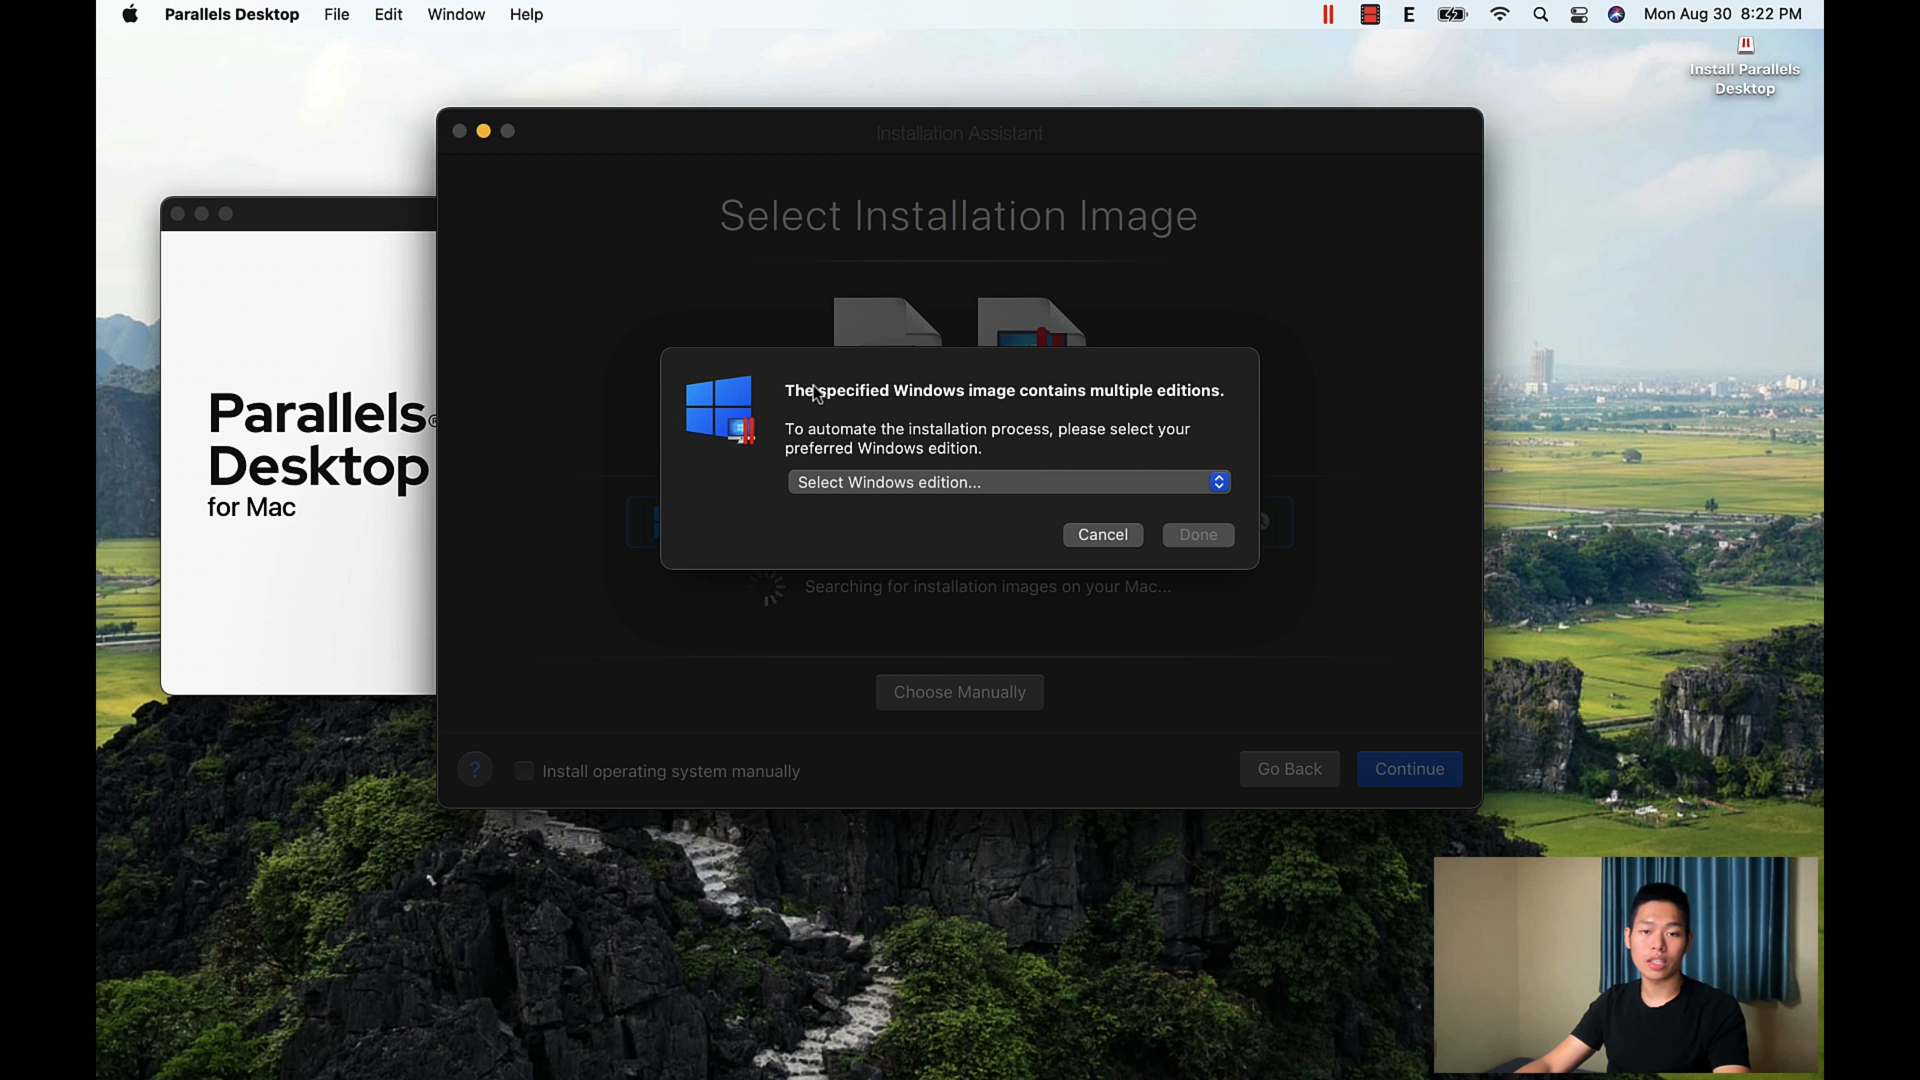 Parallels Desktop File Edit Window Help
E Mon Aug 30 8:22 PM
Install Parallels
Desktop
Installation Assistant
Select Installation Image
Parallels®
Desktop
for Mac
The specified Windows image contains multiple editions.
To automate the installation process, please select your
preferred Windows edition.
Select Windows edition...
Cancel Done
Searching for installation images on your Mac...
Choose Manually
? Install operating system manually
Go Back Continue